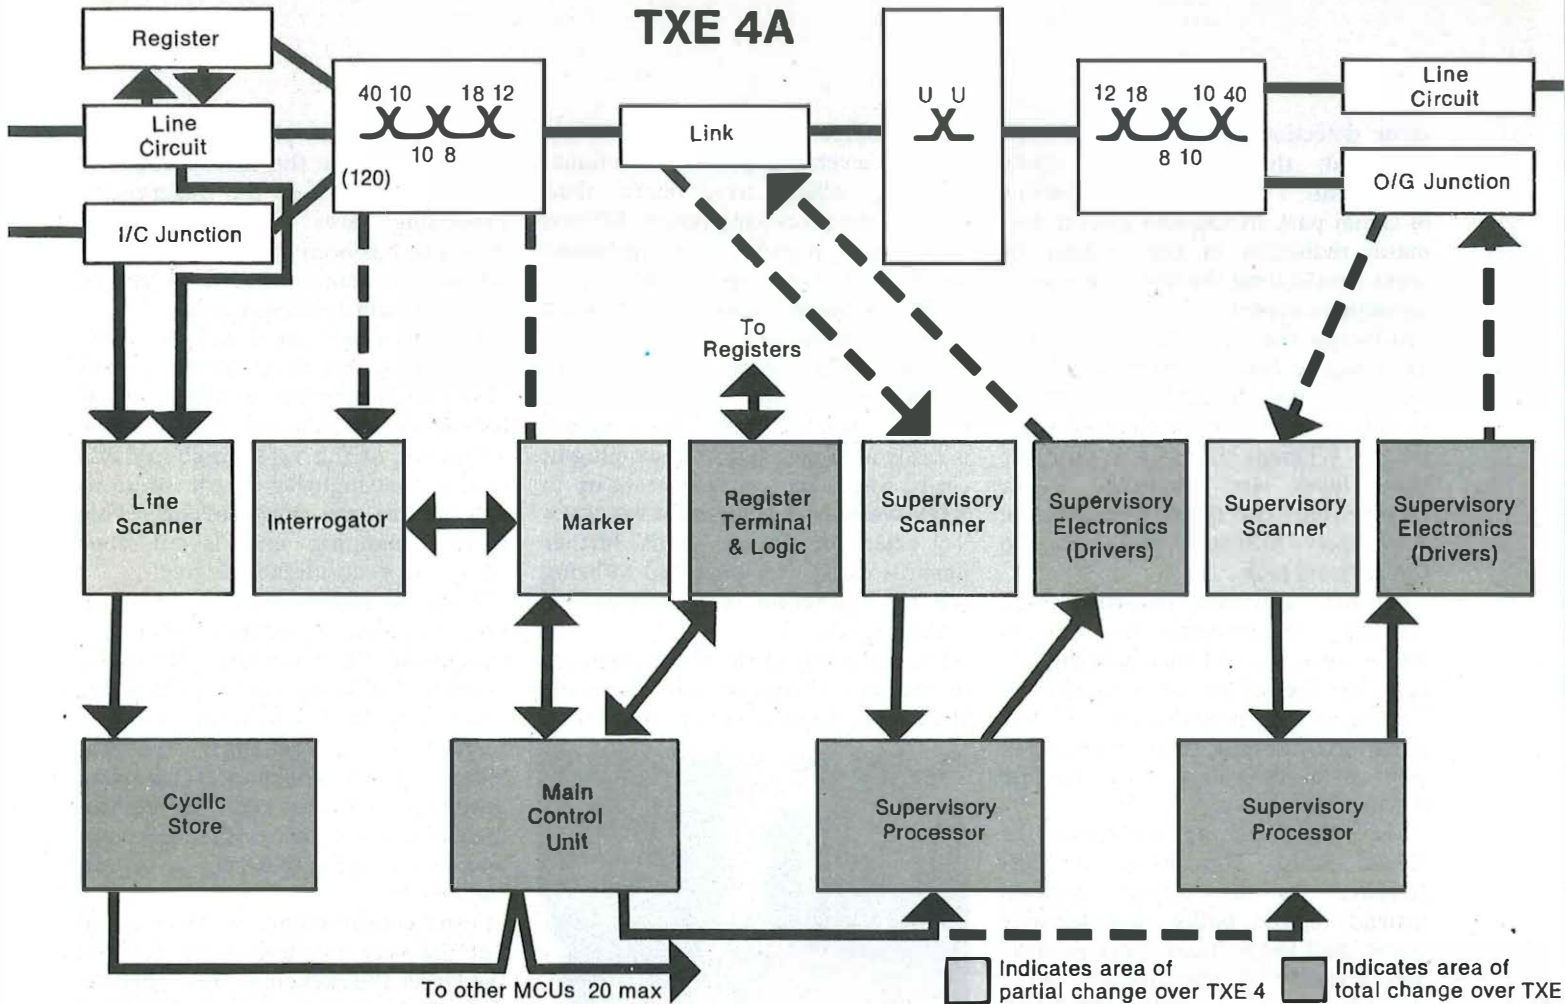 TXE 4A
Register
Line
Circuit
I/C Junction
40 10 18 12
10 8
(120)
Link
U U
12 18 10 40
8 10
Line
Circuit
O/G Junction
To
Registers
Line
Scanner
Interrogator
Marker
Register
Terminal
& Logic
Supervisory
Scanner
Supervisory
Electronics
(Drivers)
Supervisory
Scanner
Supervisory
Electronics
(Drivers)
Cyclic
Store
Main
Control
Unit
Supervisory
Processor
Supervisory
Processor
To other MCUs 20 max
Indicates area of
partial change over TXE 4
Indicates area of
total change over TXE